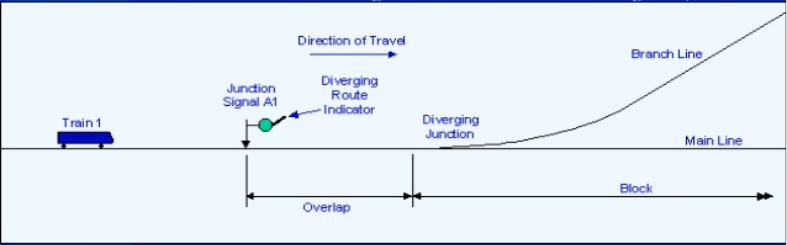 Direction of Travel
Branch Line
Junction
Signal A1
Diverging
Route
Indicator
Train 1
Diverging
Junction
Main Line
Block
Overlap